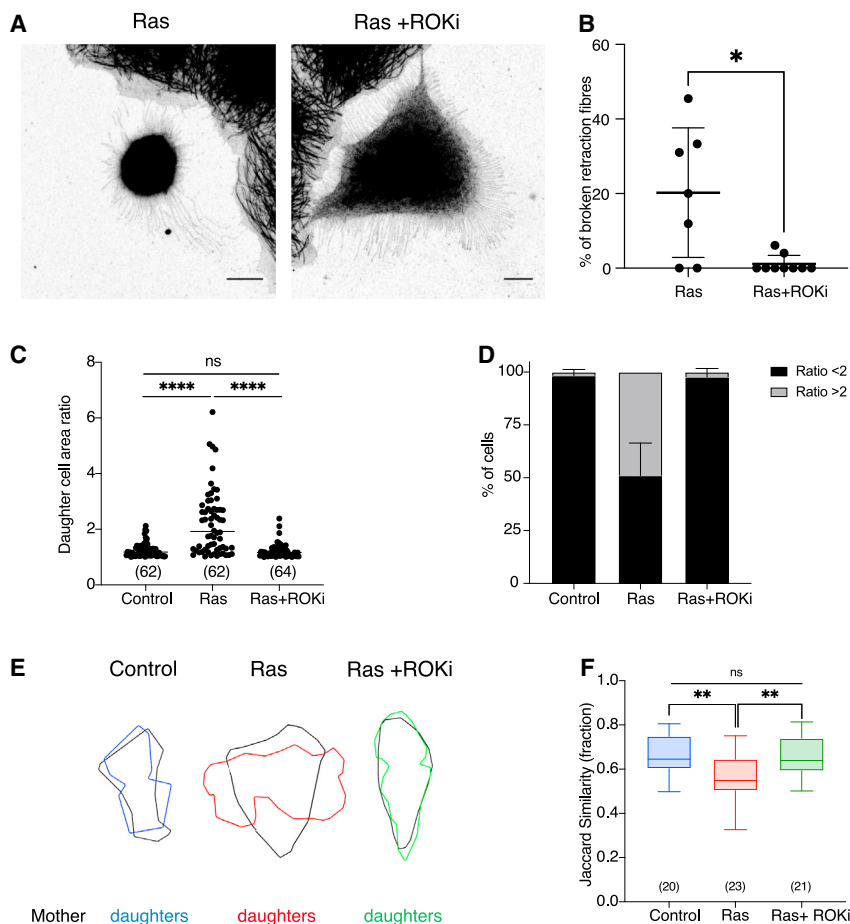 A
Ras
Ras +ROKi
B
% of broken retraction fibres
60
40
20
0
*
Ras
Ras+ROKi
C
Daughter cell area ratio
8
6
4
2
0
ns
****
****
(62)
(62)
(64)
Control
Ras
Ras+ROKi
D
% of cells
100
75
50
25
0
Control
Ras
Ras+ROKi
Ratio <2
Ratio >2
E
Control
Ras
Ras +ROKi
Mother
daughters
daughters
daughters
F
Jaccard Similarity (fraction)
1.0
0.8
0.6
0.4
0.2
0.0
ns
**
**
(20)
(23)
(21)
Control
Ras
Ras+ ROKi